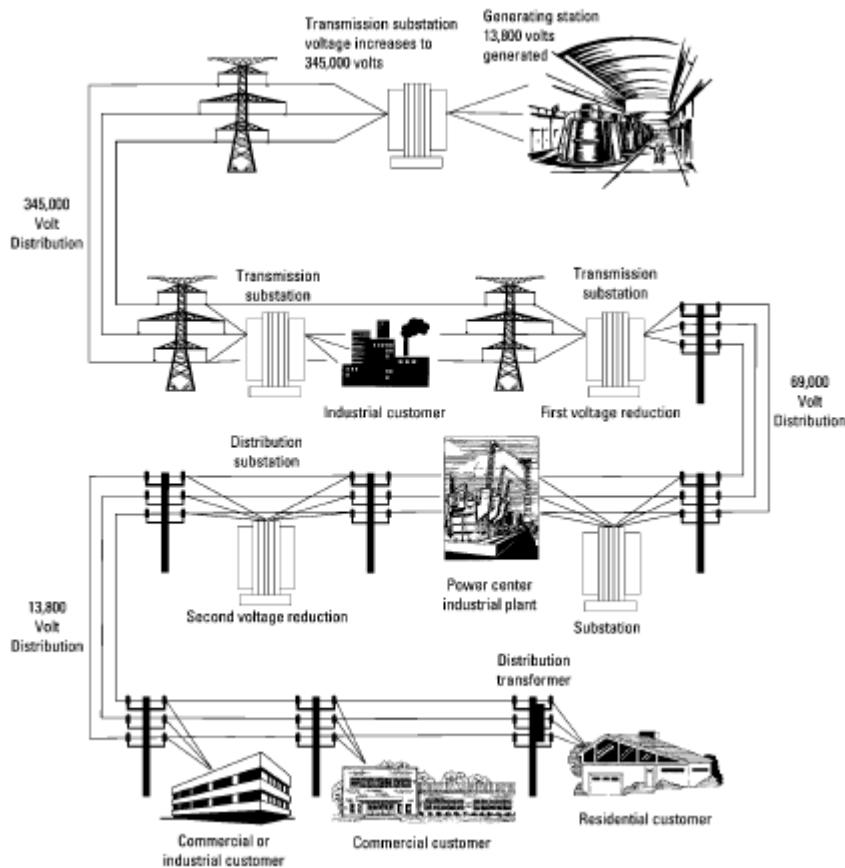 Transmission substation
voltage increases to
345,000 volts
Generating station
13,800 volts
generated
345,000
Volt
Distribution
Transmission
substation
Transmission
substation
Industrial customer
First voltage reduction
69,000
Volt
Distribution
Distribution
substation
Power center
industrial plant
Second voltage reduction
Substation
13,800
Volt
Distribution
Distribution
transformer
Commercial or
industrial customer
Commercial customer
Residential customer